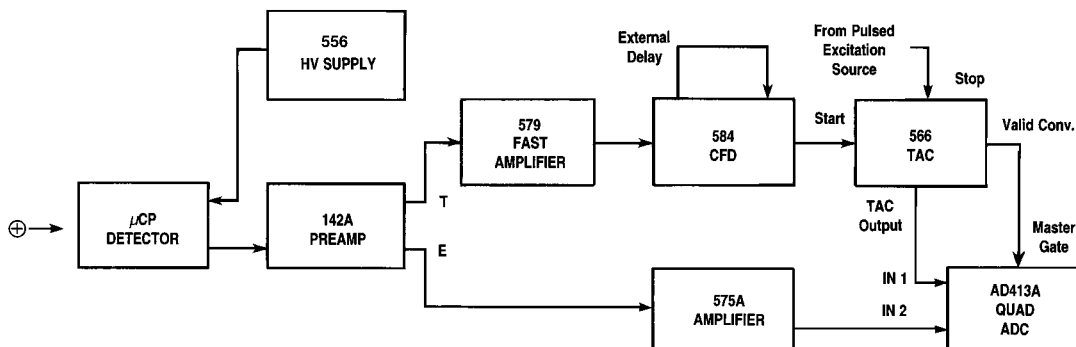 556
HV SUPPLY
External
Delay
From Pulsed
Excitation
Source
Stop
579
FAST
AMPLIFIER
584
CFD
Start
566
TAC
Valid Conv.
μCP
DETECTOR
142A
PREAMP
T
E
TAC
Output
Master
Gate
IN 1
575A
AMPLIFIER
IN 2
AD413A
QUAD
ADC